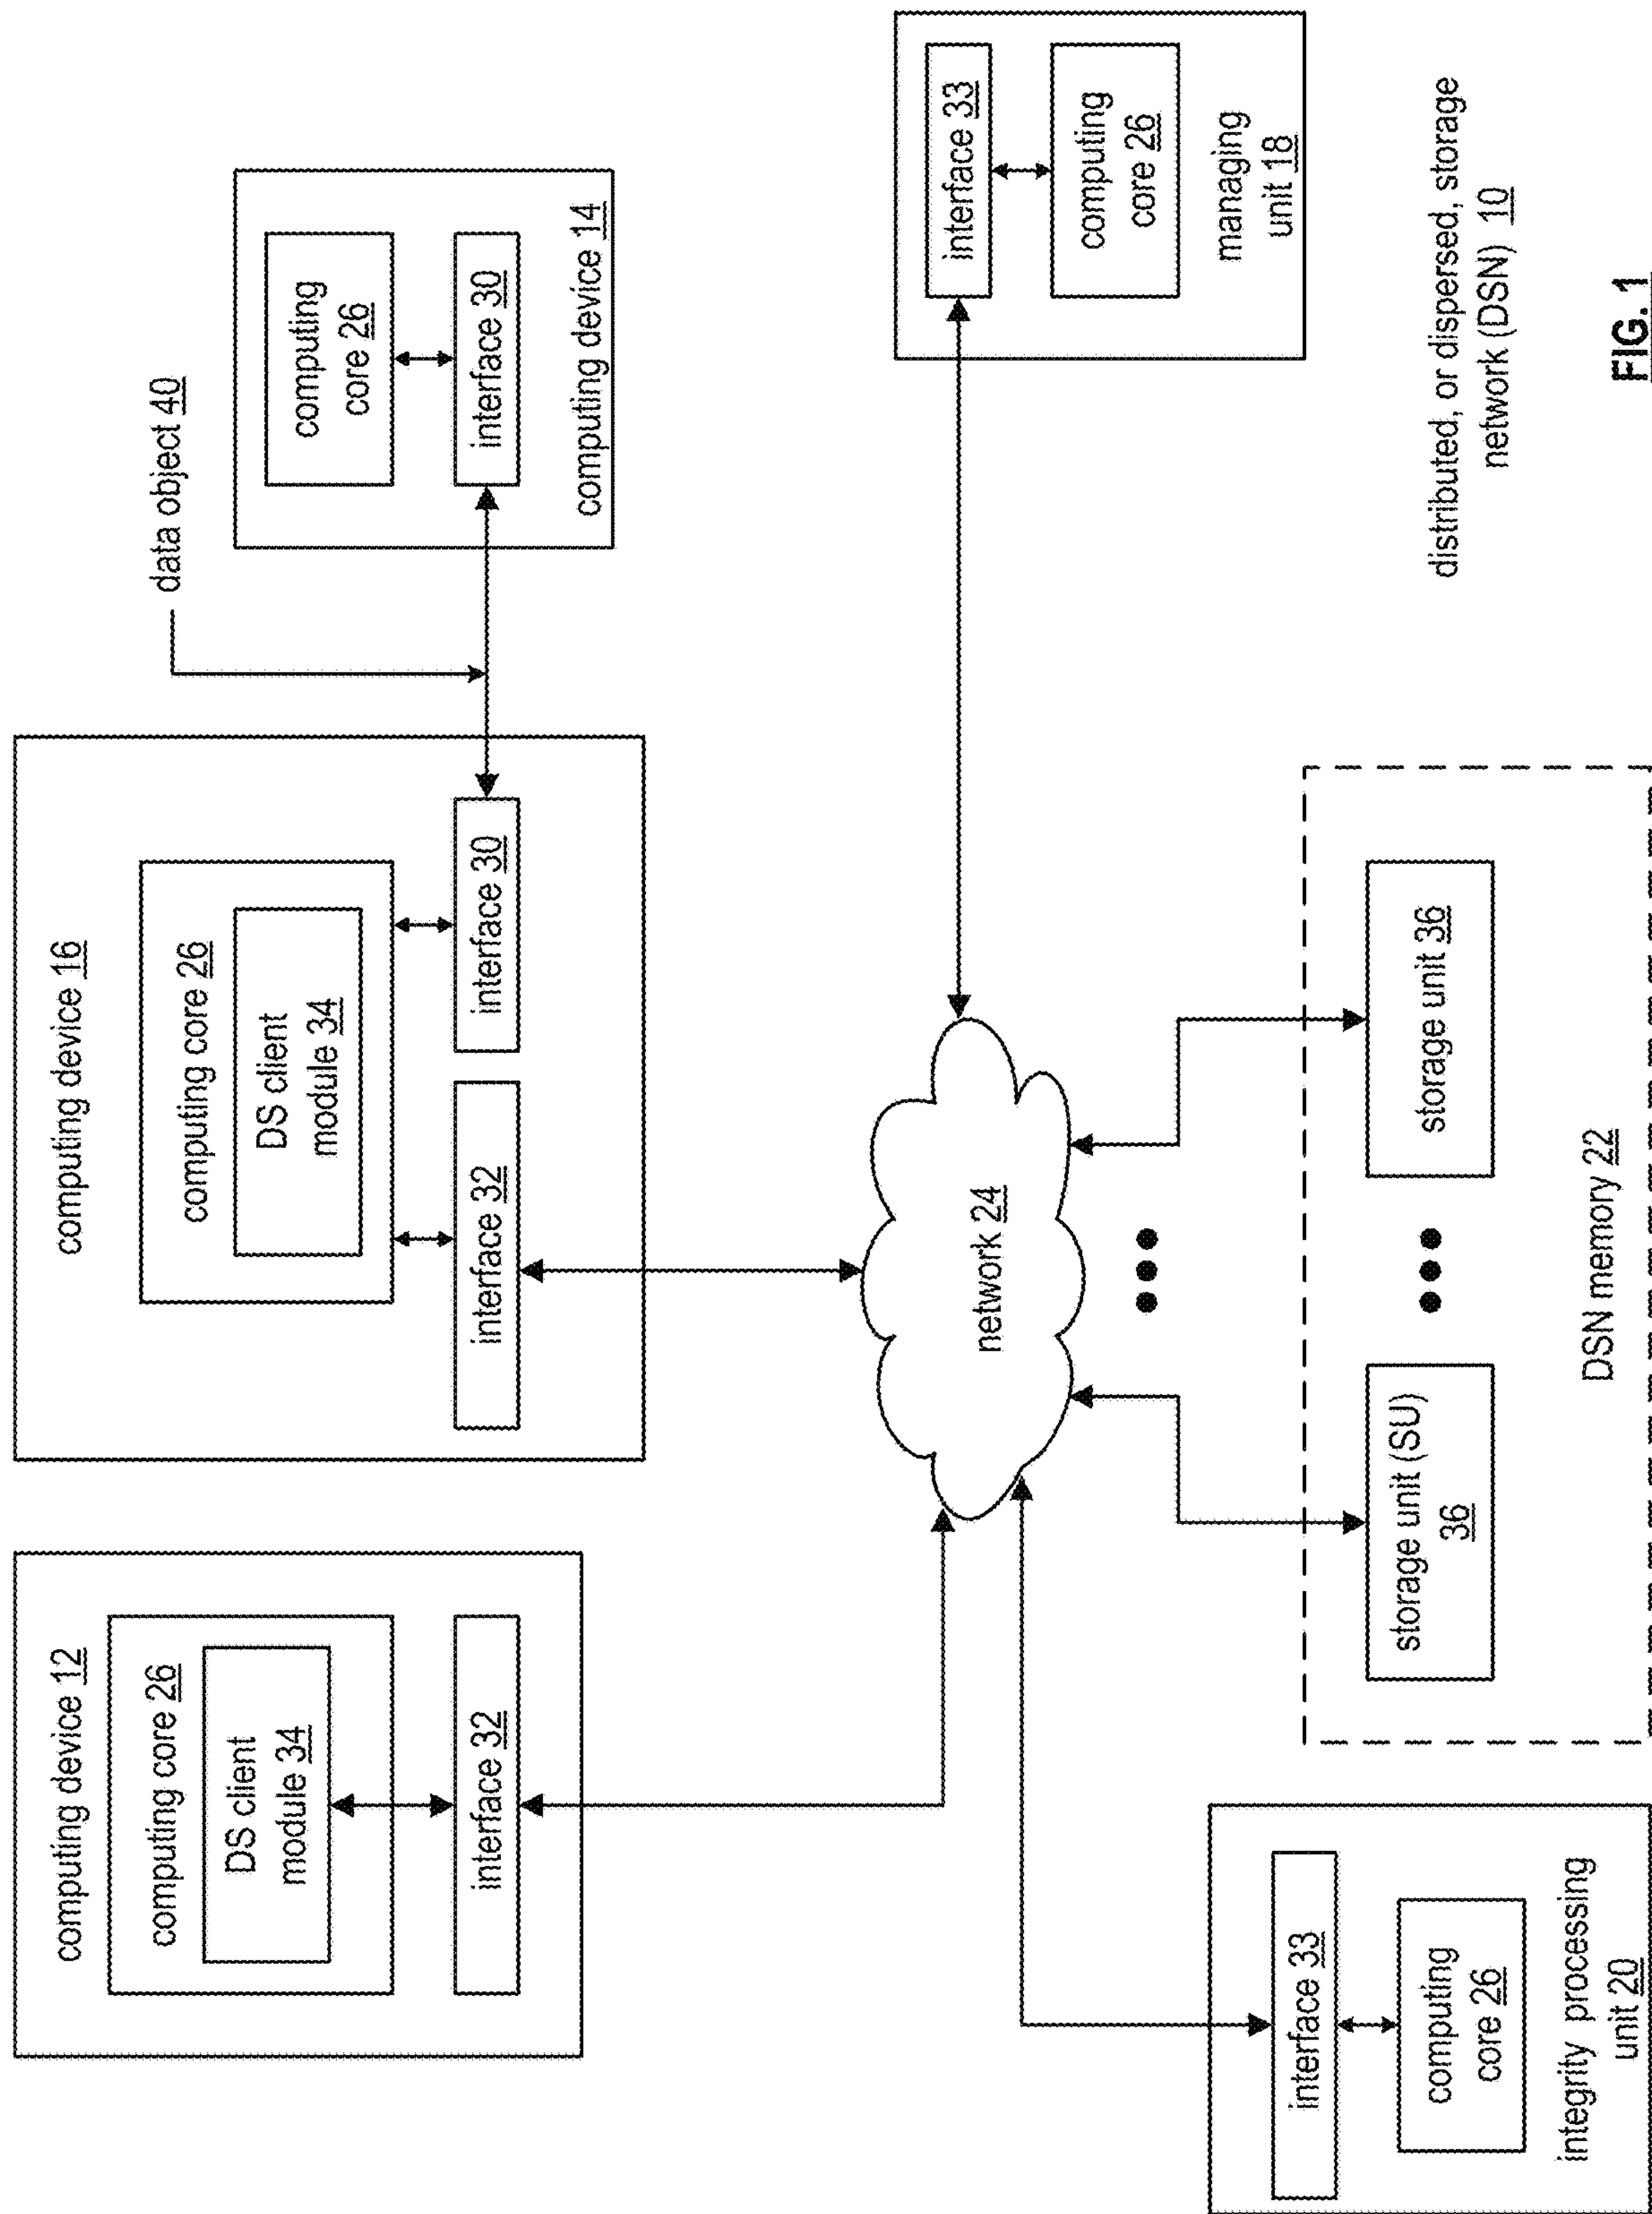 computing device 12
computing core 26
DS client
module 34
interface 32
computing device 16
computing core 26
DS client
module 34
interface 32
interface 30
data object 40
computing
core 26
interface 30
computing device 14
network 24
interface 33
computing
core 26
managing
unit 18
interface 33
computing
core 26
integrity processing
unit 20
storage unit (SU)
36
storage unit 36
DSN memory 22
distributed, or dispersed, storage
network (DSN) 10
FIG. 1